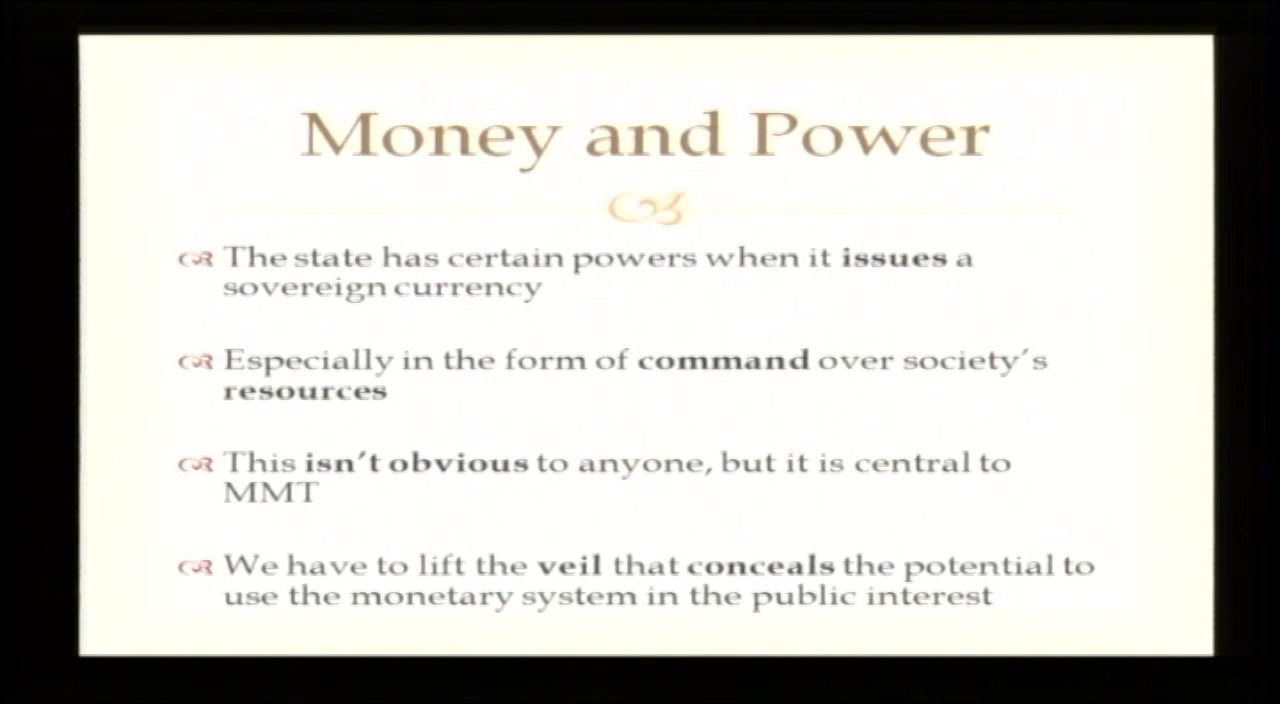 Money and Power
The state has certain powers when it issues a
sovereign currency
Especially in the form of command over society's
resources
This isn't obvious to anyone, but it is central to
MMT
We have to lift the veil that conceals the potential to
use the monetary system in the public interest